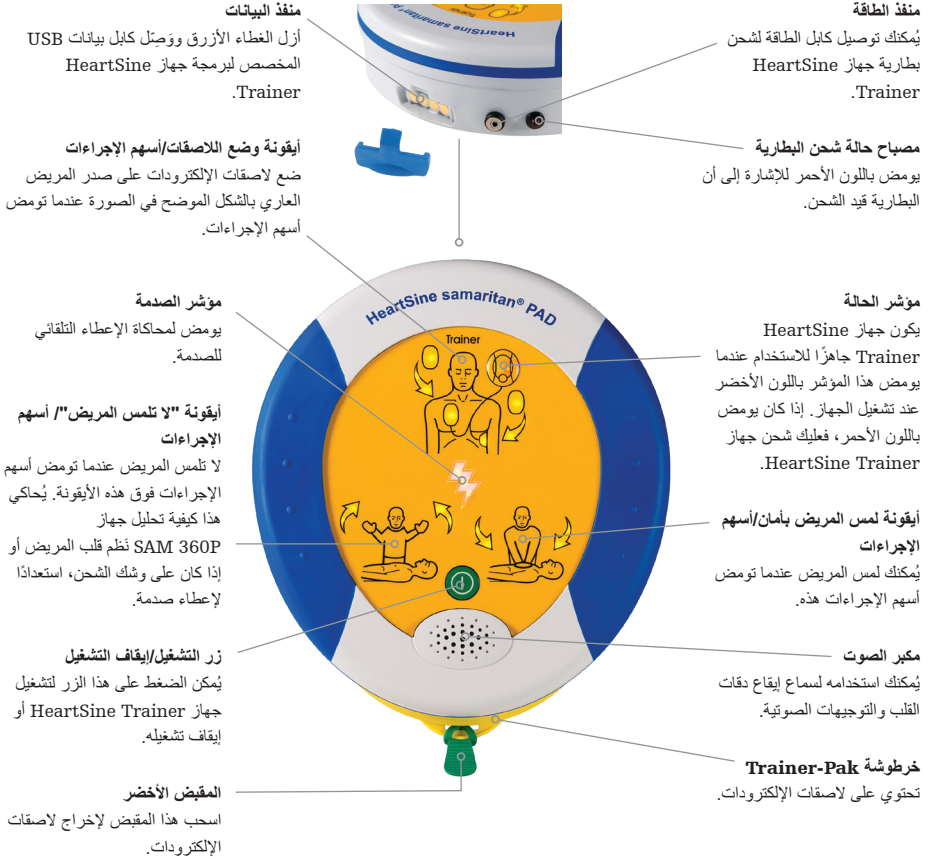 منفذ الطاقة
يُمكنك توصيل كابل الطاقة لشحن
بطارية جهاز HeartSine
Trainer.
مصباح حالة شحن البطارية
يومض باللون الأحمر للإشارة إلى أن
البطارية قيد الشحن.
مؤشر الحالة
يكون جهاز HeartSine
Trainer جاهزًا للاستخدام عندما
يومض هذا المؤشر باللون الأخضر
عند تشغيل الجهاز. إذا كان يومض
باللون الأحمر، فعليك شحن جهاز
HeartSine Trainer.
أيقونة لمس المريض بأمان/أسهم
الإجراءات
يُمكنك لمس المريض عندما تومض
أسهم الإجراءات هذه.
مكبر الصوت
يُمكنك استخدامه لسماع إيقاع دقات
القلب والتوجيهات الصوتية.
خرطوشة Trainer-Pak
تحتوي على لاصقات الإلكترودات.
HeartSine samaritan
HeartSine samaritan® PAD
Trainer
منفذ البيانات
أزل الغطاء الأزرق ووَصِّل كابل بيانات USB
المخصص لبرمجة جهاز HeartSine
Trainer.
أيقونة وضع اللاصقات/أسهم الإجراءات
ضع لاصقات الإلكترودات على صدر المريض
العاري بالشكل الموضح في الصورة عندما تومض
أسهم الإجراءات.
مؤشر الصدمة
يومض لمحاكاة الإعطاء التلقائي
للصدمة.
أيقونة "لا تلمس المريض"/ أسهم
الإجراءات
لا تلمس المريض عندما تومض أسهم
الإجراءات فوق هذه الأيقونة. يُحاكي
هذا كيفية تحليل جهاز
SAM 360P نَظم قلب المريض أو
إذا كان على وشك الشحن، استعدادًا
لإعطاء صدمة.
زر التشغيل/إيقاف التشغيل
يُمكن الضغط على هذا الزر لتشغيل
جهاز HeartSine Trainer أو
إيقاف تشغيله.
المقبض الأخضر
اسحب هذا المقبض لإخراج لاصقات
الإلكترودات.